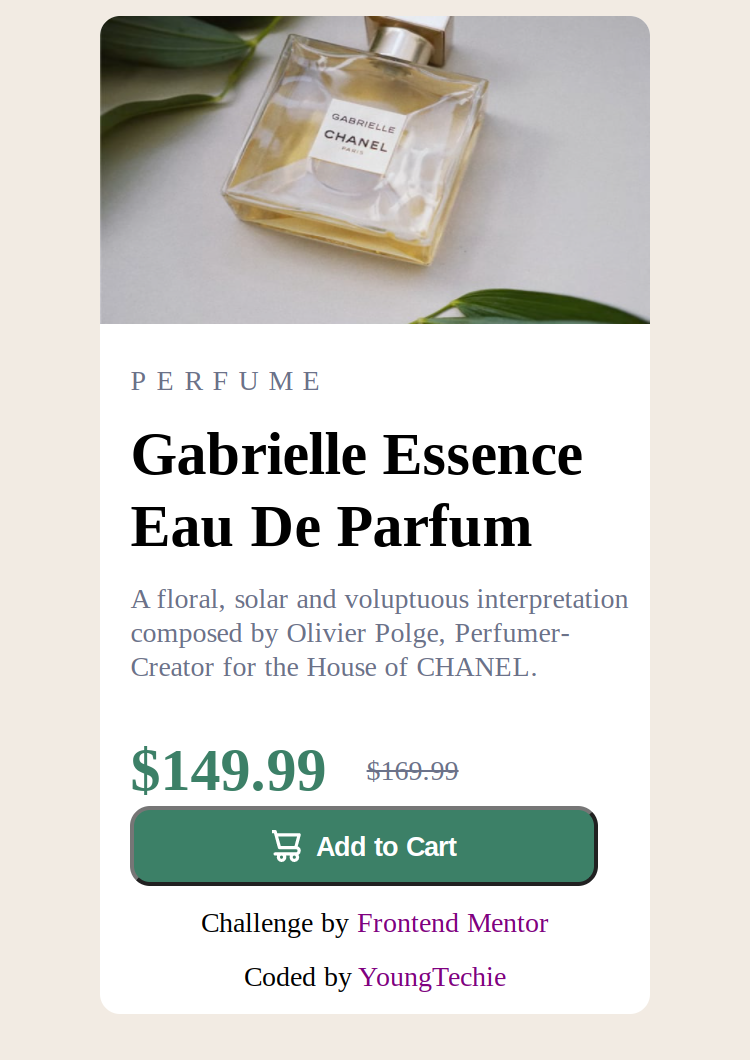 GABRIELLE
CHANEL
PARIS
PERFUME
Gabrielle Essence
Eau De Parfum
A floral, solar and voluptuous interpretation
composed by Olivier Polge, Perfumer-
Creator for the House of CHANEL.
$149.99 $169.99
Add to Cart
Challenge by Frontend Mentor
Coded by YoungTechie